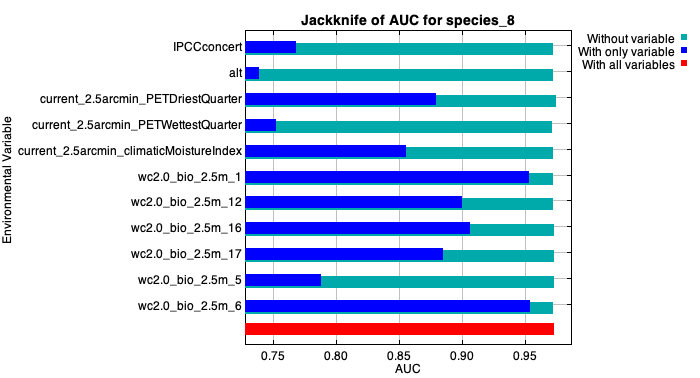 Jackknife of AUC for species_8
Environmental Variable
IPCCconcert
alt
current_2.5arcmin_PETDriestQuarter
current_2.5arcmin_PETWettestQuarter
current_2.5arcmin_climaticMoistureIndex
wc2.0_bio_2.5m_1
wc2.0_bio_2.5m_12
wc2.0_bio_2.5m_16
wc2.0_bio_2.5m_17
wc2.0_bio_2.5m_5
wc2.0_bio_2.5m_6
0.75 0.80 0.85 0.90 0.95
AUC
Without variable
With only variable
With all variables